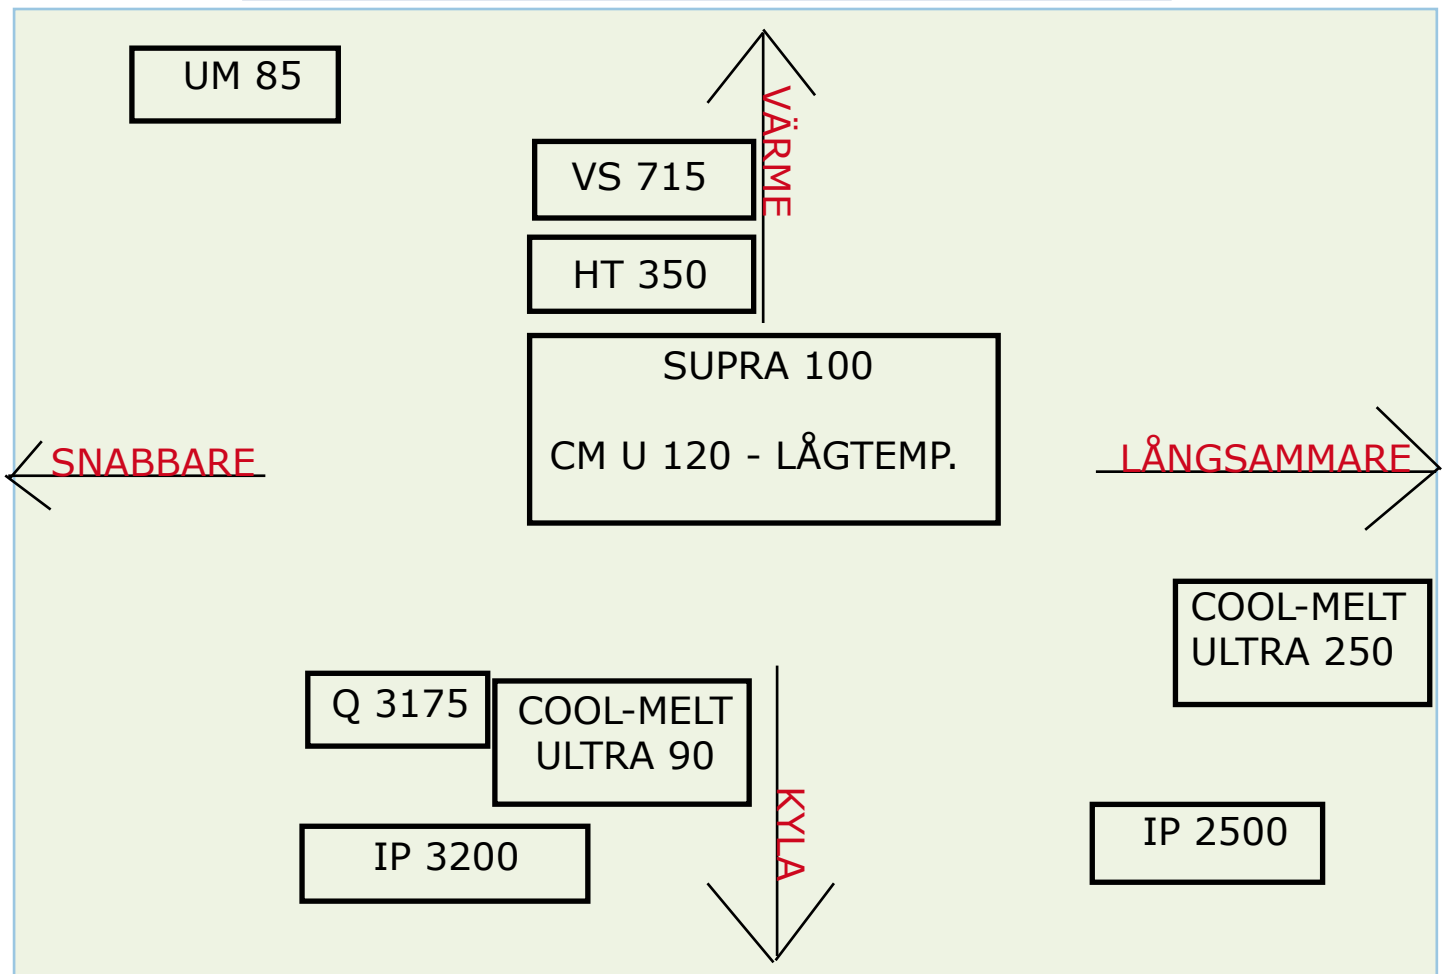 UM 85
VÄRME
VS 715
HT 350
SUPRA 100
CM U 120 - LÅGTEMP.
SNABBARE
LÅNGSAMMARE
COOL-MELT
ULTRA 250
Q 3175
COOL-MELT
ULTRA 90
KYLA
IP 3200
IP 2500